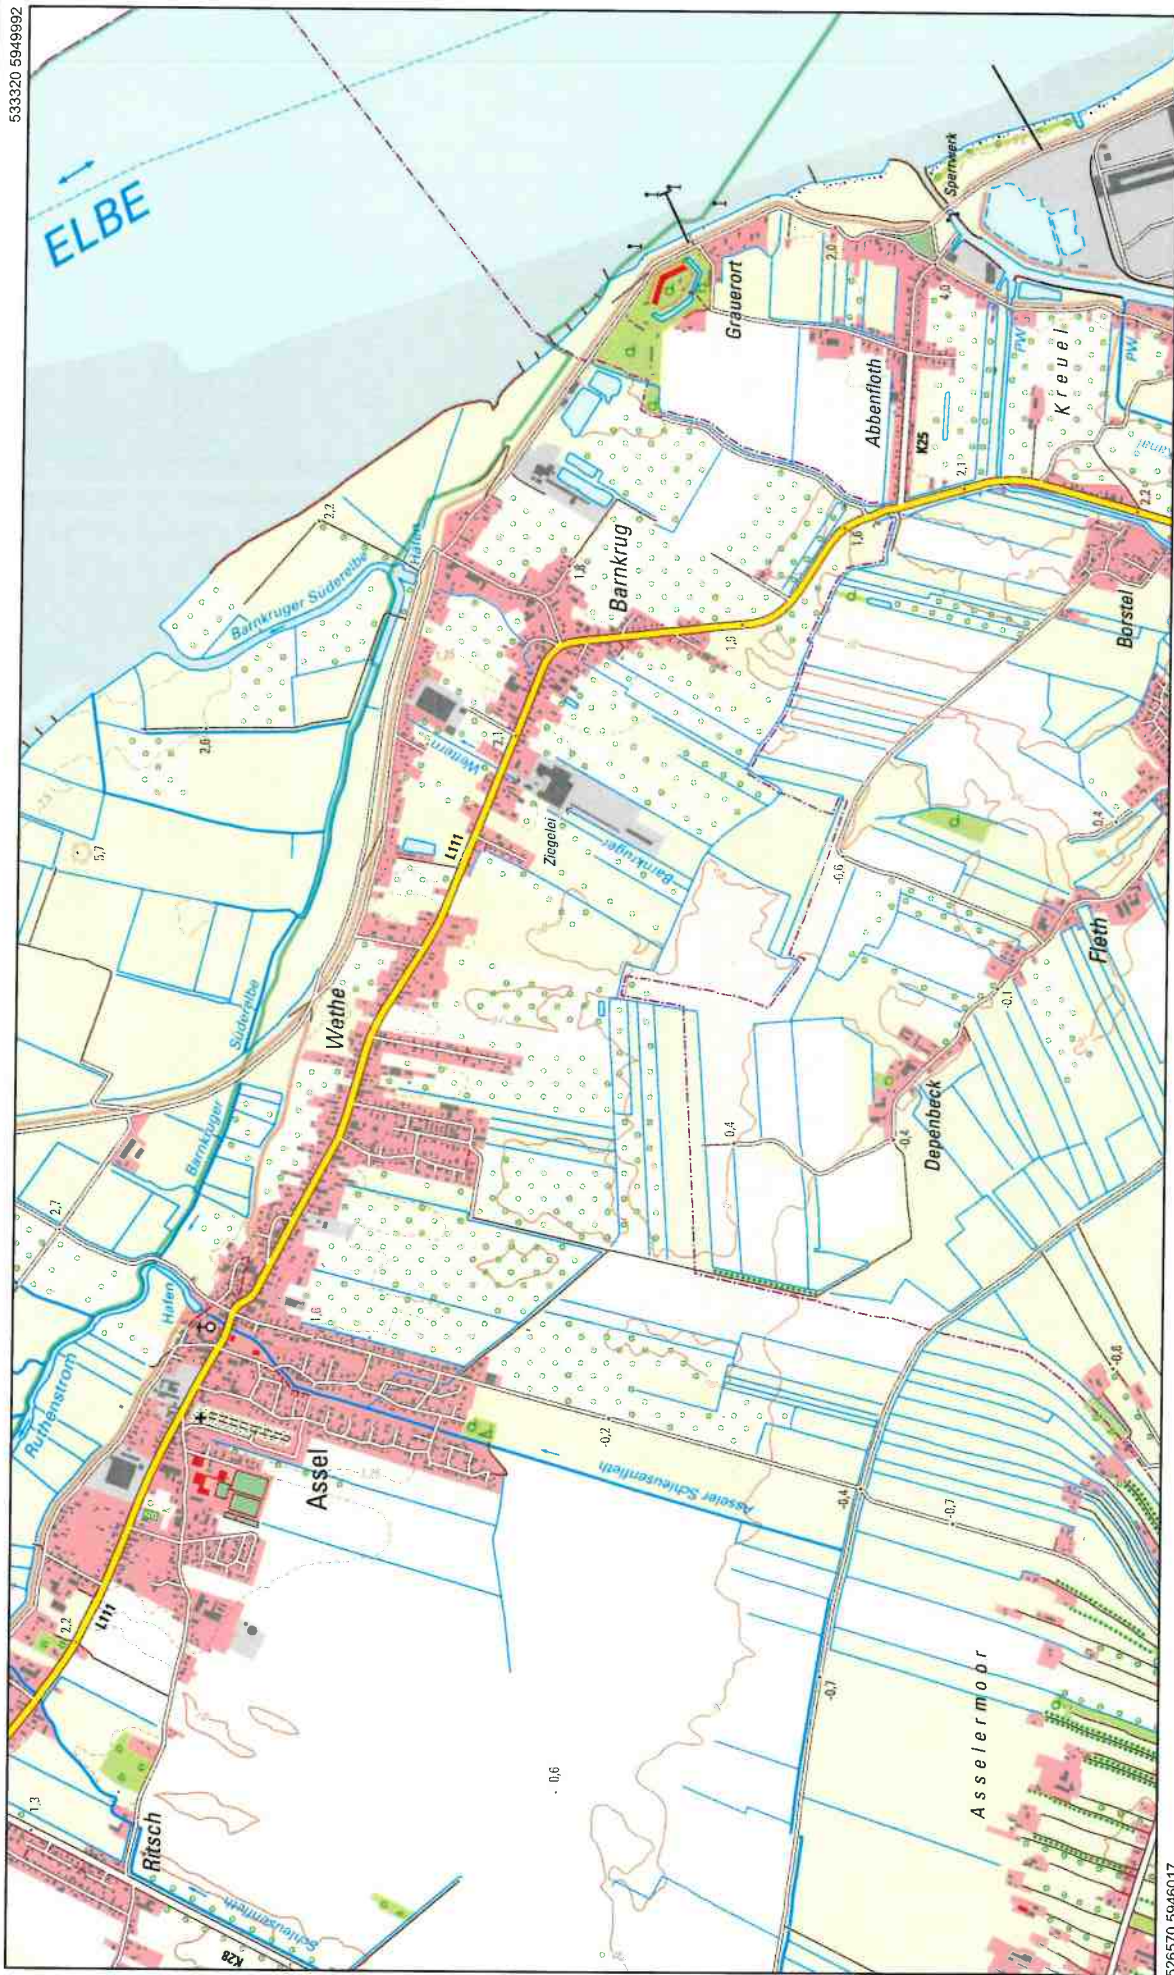 533320 5949992
ELBE
Sperrwerk
Grauerort
2,0
4,0
Abbenfloth
K25
PW
Kreuel
PW
2,1
2,2
1,6
Borstel
2,2
Hafen
Barnkruger Süderelbe
Barnkrug
1,8
1,9
2,6
Wettern
2,1
L111
Ziegelei
Barnkruger
5,7
-0,6
0,4
Fleth
-0,1
Süderelbe
Wethe
Barnkruger
2,7
0,4
-0,4
Depenbeck
Hafen
1,6
Ruthenstrom
Assel
-0,2
Asseler Schleusenfleth
-0,4
-0,7
-0,8
L111
2,2
1,3
Ritsch
Schleusenfleth
K28
-0,6
-0,7
Asselermoor
526570 5946017